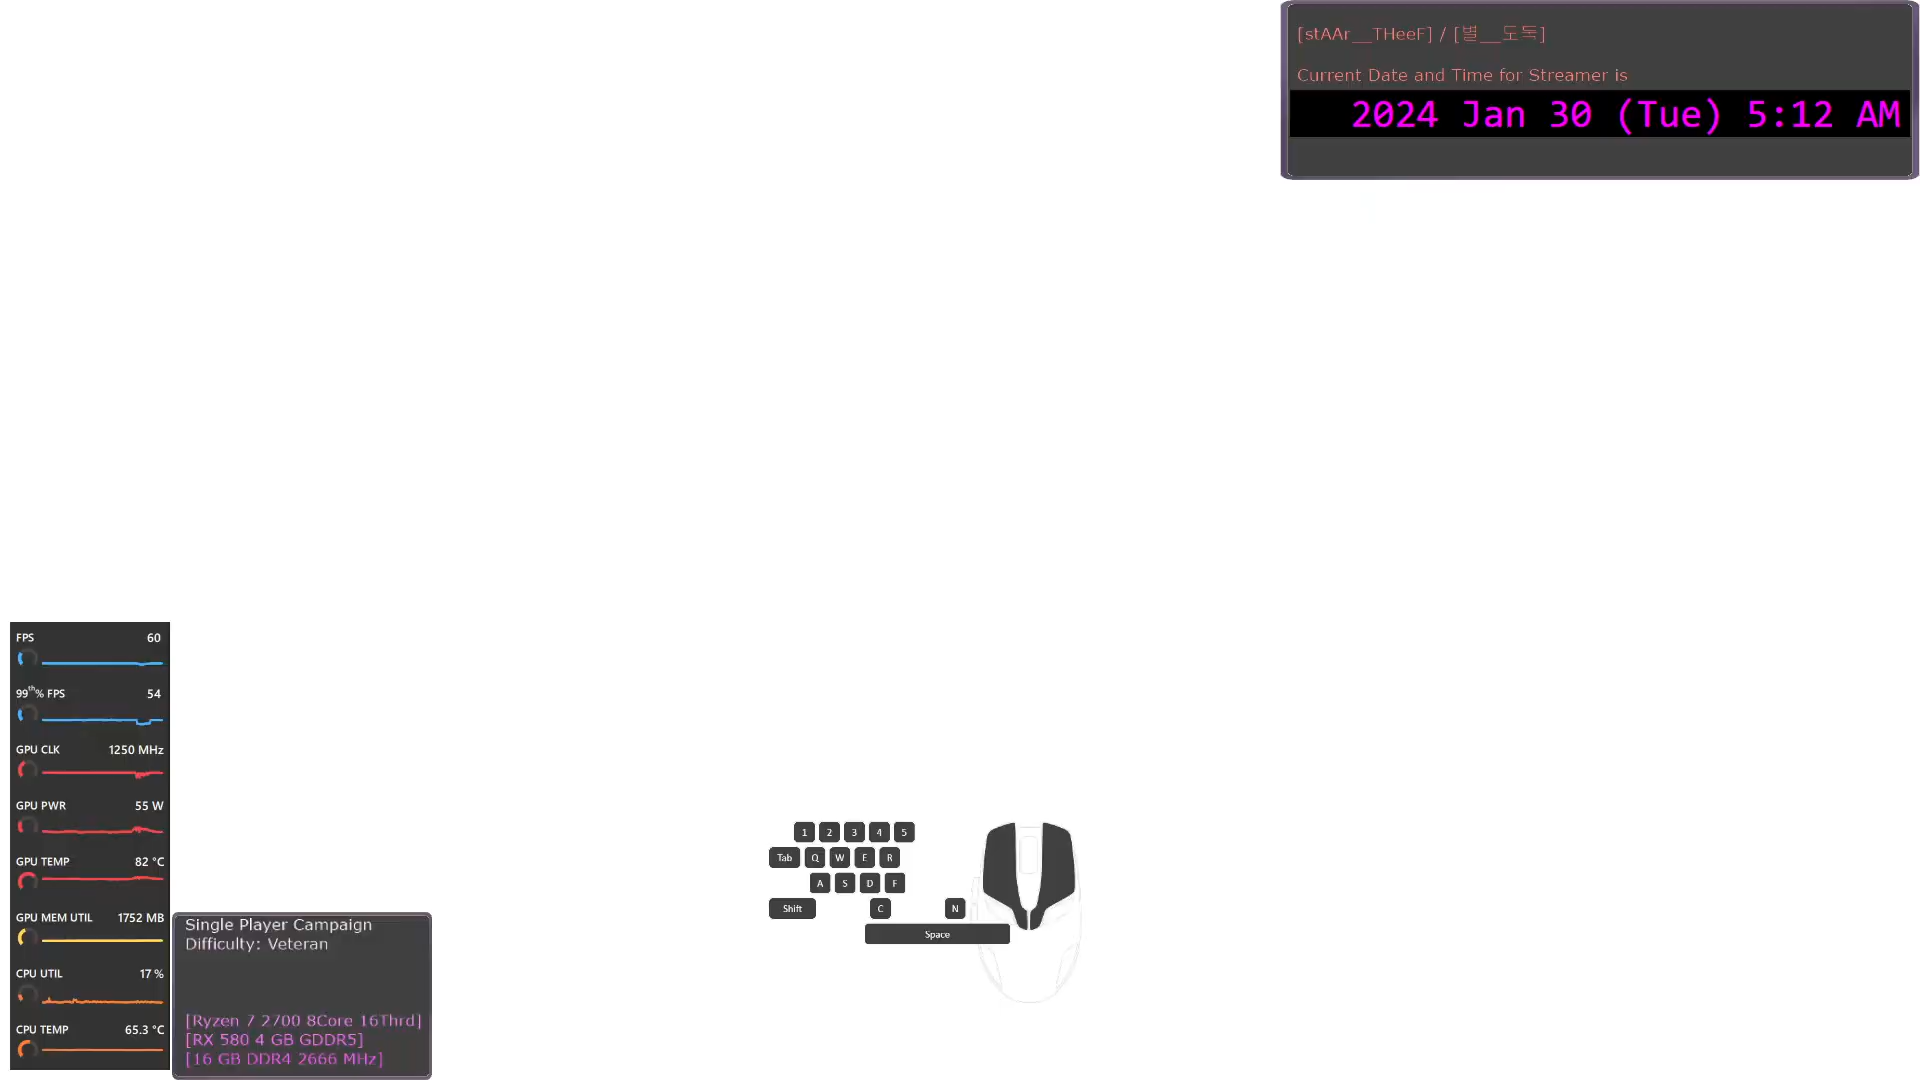 [stAAr__THeeF] / [별__도둑]
Current Date and Time for Streamer is
2024 Jan 30 (Tue) 5:12 AM
FPS 60
99th% FPS 54
GPU CLK 1250 MHz
GPU PWR 55 W
GPU TEMP 82 °C
GPU MEM UTIL 1752 MB
CPU UTIL 17 %
CPU TEMP 65.3 °C
Single Player Campaign
Difficulty: Veteran
[Ryzen 7 2700 8Core 16Thrd]
[RX 580 4 GB GDDR5]
[16 GB DDR4 2666 MHz]
1 2 3 4 5
Tab Q W E R
A S D F
Shift C N
Space